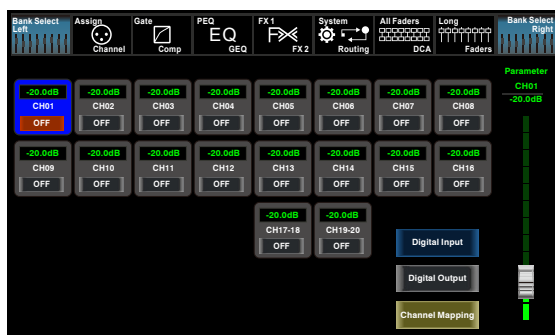 Bank Select Left
Assign Channel
Gate Comp
PEQ EQ GEQ
FX 1 FX 2
System Routing
All Faders DCA
Long Faders
Bank Select Right
Parameter
CH01
-20.0dB
-20.0dB -20.0dB -20.0dB -20.0dB -20.0dB -20.0dB -20.0dB -20.0dB
CH01 CH02 CH03 CH04 CH05 CH06 CH07 CH08
OFF OFF OFF OFF OFF OFF OFF OFF
-20.0dB -20.0dB -20.0dB -20.0dB -20.0dB -20.0dB -20.0dB -20.0dB
CH09 CH10 CH11 CH12 CH13 CH14 CH15 CH16
OFF OFF OFF OFF OFF OFF OFF OFF
-20.0dB -20.0dB
CH17-18 CH19-20
OFF OFF
Digital Input
Digital Output
Channel Mapping